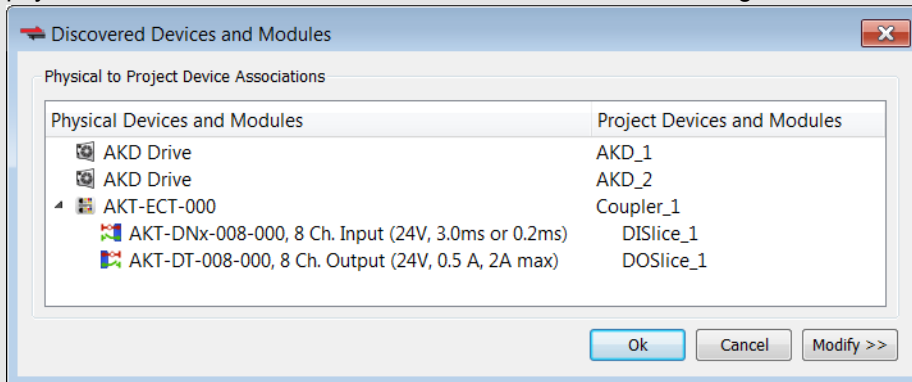 Discovered Devices and Modules
Physical to Project Device Associations
Physical Devices and Modules Project Devices and Modules
AKD Drive AKD_1
AKD Drive AKD_2
AKT-ECT-000 Coupler_1
AKT-DNx-008-000, 8 Ch. Input (24V, 3.0ms or 0.2ms) DISlice_1
AKT-DT-008-000, 8 Ch. Output (24V, 0.5 A, 2A max) DOSlice_1
Ok Cancel Modify >>